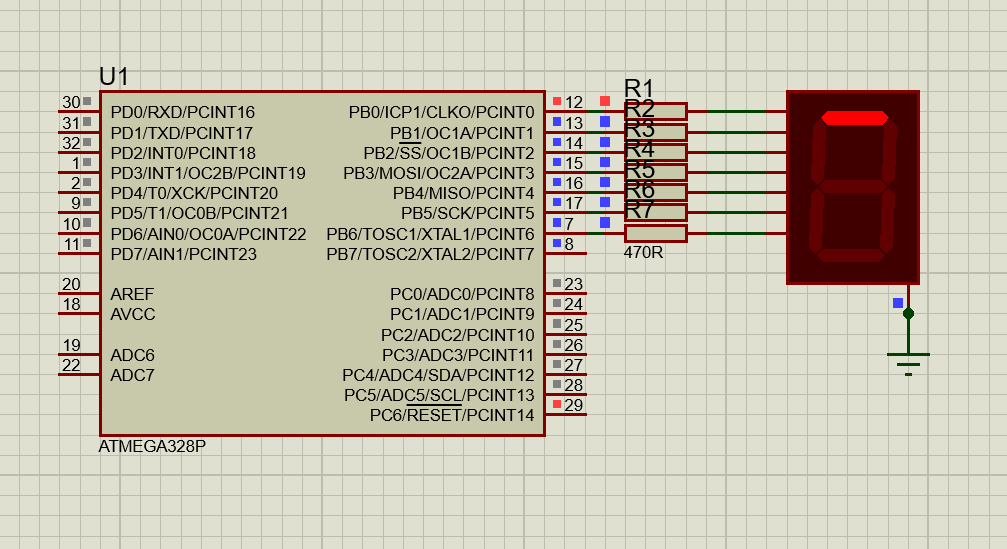 U1
30 PD0/RXD/PCINT16
31 PD1/TXD/PCINT17
32 PD2/INT0/PCINT18
1 PD3/INT1/OC2B/PCINT19
2 PD4/T0/XCK/PCINT20
9 PD5/T1/OC0B/PCINT21
10 PD6/AIN0/OC0A/PCINT22
11 PD7/AIN1/PCINT23
20 AREF
18 AVCC
19 ADC6
22 ADC7
PB0/ICP1/CLKO/PCINT0 12
PB1/OC1A/PCINT1 13
PB2/SS/OC1B/PCINT2 14
PB3/MOSI/OC2A/PCINT3 15
PB4/MISO/PCINT4 16
PB5/SCK/PCINT5 17
PB6/TOSC1/XTAL1/PCINT6 7
PB7/TOSC2/XTAL2/PCINT7 8
PC0/ADC0/PCINT8 23
PC1/ADC1/PCINT9 24
PC2/ADC2/PCINT10 25
PC3/ADC3/PCINT11 26
PC4/ADC4/SDA/PCINT12 27
PC5/ADC5/SCL/PCINT13 28
PC6/RESET/PCINT14 29
ATMEGA328P
R1
R2
R3
R4
R5
R6
R7
470R